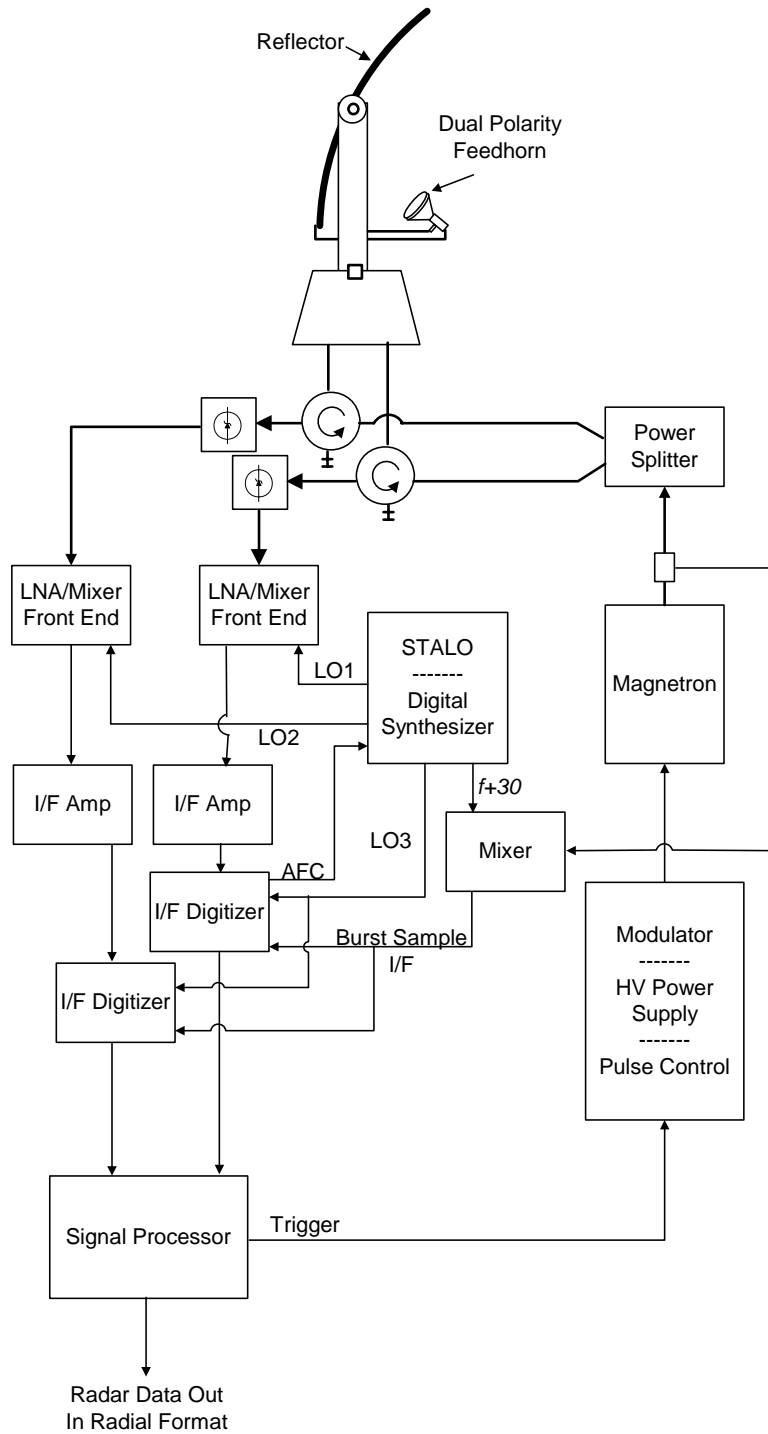 Reflector
Dual Polarity
Feedhorn
Power
Splitter
LNA/Mixer
Front End
LNA/Mixer
Front End
STALO
-------
Digital
Synthesizer
Magnetron
LO1
LO2
f+30
I/F Amp
I/F Amp
LO3
Mixer
AFC
I/F Digitizer
Burst Sample
I/F
I/F Digitizer
Modulator
-------
HV Power
Supply
-------
Pulse Control
Signal Processor
Trigger
Radar Data Out
In Radial Format